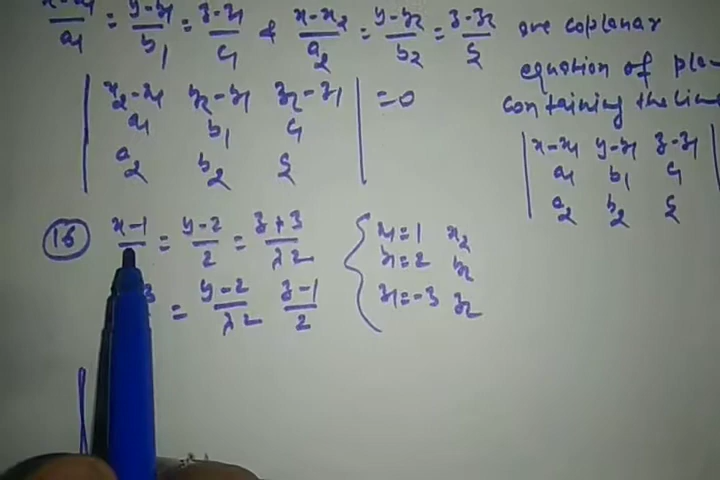 x-x₁/a₁ = y-y₁/b₁ = z-z₁/c₁ & x-x₂/a₂ = y-y₂/b₂ = z-z₂/c₂ are coplanar
| x₂-x₁ y₂-y₁ z₂-z₁ |
| a₁ b₁ c₁ | = 0
| a₂ b₂ c₂ |
equation of
containing the
| x-x₁ y-y₁ z-z₁ |
| a₁ b₁ c₁ |
| a₂ b₂ c₂ |
16 x-1/ = y-2/2 = z+3/λ2
3 = y-2/λ2 z-1/2
{ x₁=1 x₂
y₁=2 y₂
z₁=-3 z₂